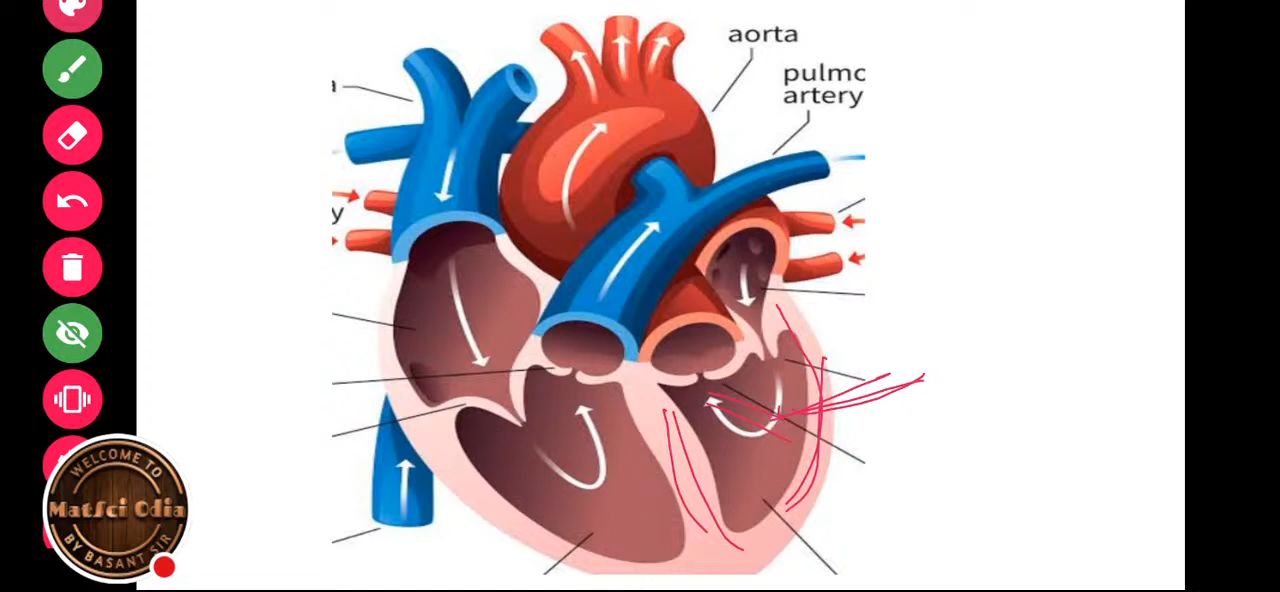 aorta
pulmo
artery
y
WELCOME TO
MatSci Odia
BY BASANT SIR